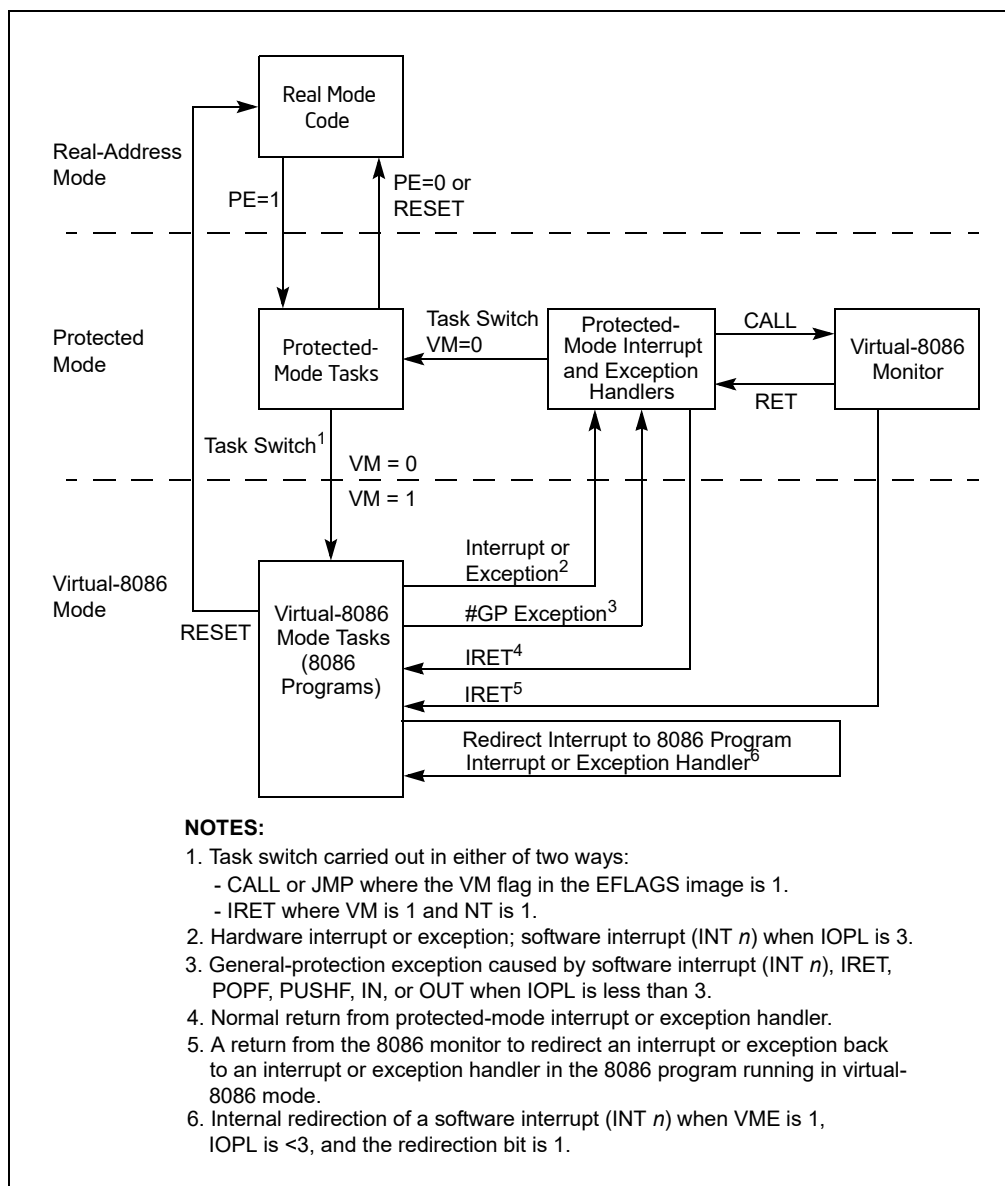 Real Mode
Code
Real-Address
Mode
PE=1
PE=0 or
RESET
Protected
Mode
Protected-
Mode Tasks
Task Switch
VM=0
Protected-
Mode Interrupt
and Exception
Handlers
CALL
RET
Virtual-8086
Monitor
Task Switch1
VM = 0
VM = 1
Virtual-8086
Mode
RESET
Virtual-8086
Mode Tasks
(8086
Programs)
Interrupt or
Exception2
#GP Exception3
IRET4
IRET5
Redirect Interrupt to 8086 Program
Interrupt or Exception Handler6
NOTES:
1. Task switch carried out in either of two ways:
- CALL or JMP where the VM flag in the EFLAGS image is 1.
- IRET where VM is 1 and NT is 1.
2. Hardware interrupt or exception; software interrupt (INT n) when IOPL is 3.
3. General-protection exception caused by software interrupt (INT n), IRET,
POPF, PUSHF, IN, or OUT when IOPL is less than 3.
4. Normal return from protected-mode interrupt or exception handler.
5. A return from the 8086 monitor to redirect an interrupt or exception back
to an interrupt or exception handler in the 8086 program running in virtual-
8086 mode.
6. Internal redirection of a software interrupt (INT n) when VME is 1,
IOPL is <3, and the redirection bit is 1.